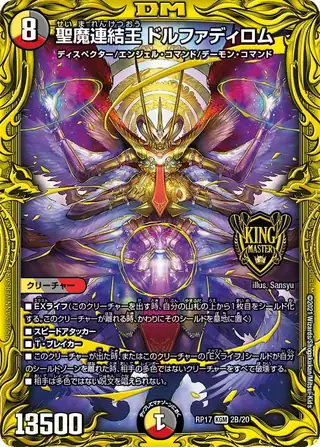 DM
8
せいまれんけつおう
聖魔連結王 ドルファディロム
ディスペクター/エンジェル・コマンド/デーモン・コマンド
KING
MASTER
illus. Sansyu
クリーチャー
■EXライフ(このクリーチャーを出す時、自分の山札の上から1枚目をシールド化
する。このクリーチャーが離れる時、かわりにそのシールドを墓地に置く)
■スピードアタッカー
■T・ブレイカー
■このクリーチャーが出た時、またはこのクリーチャーの「EXライフ」シールドが自分
のシールドゾーンから離れた時、相手の多色ではないクリーチャーをすべて破壊する。
■相手は多色ではない呪文を唱えられない。
13500
1
RP17 KGM 2B/20